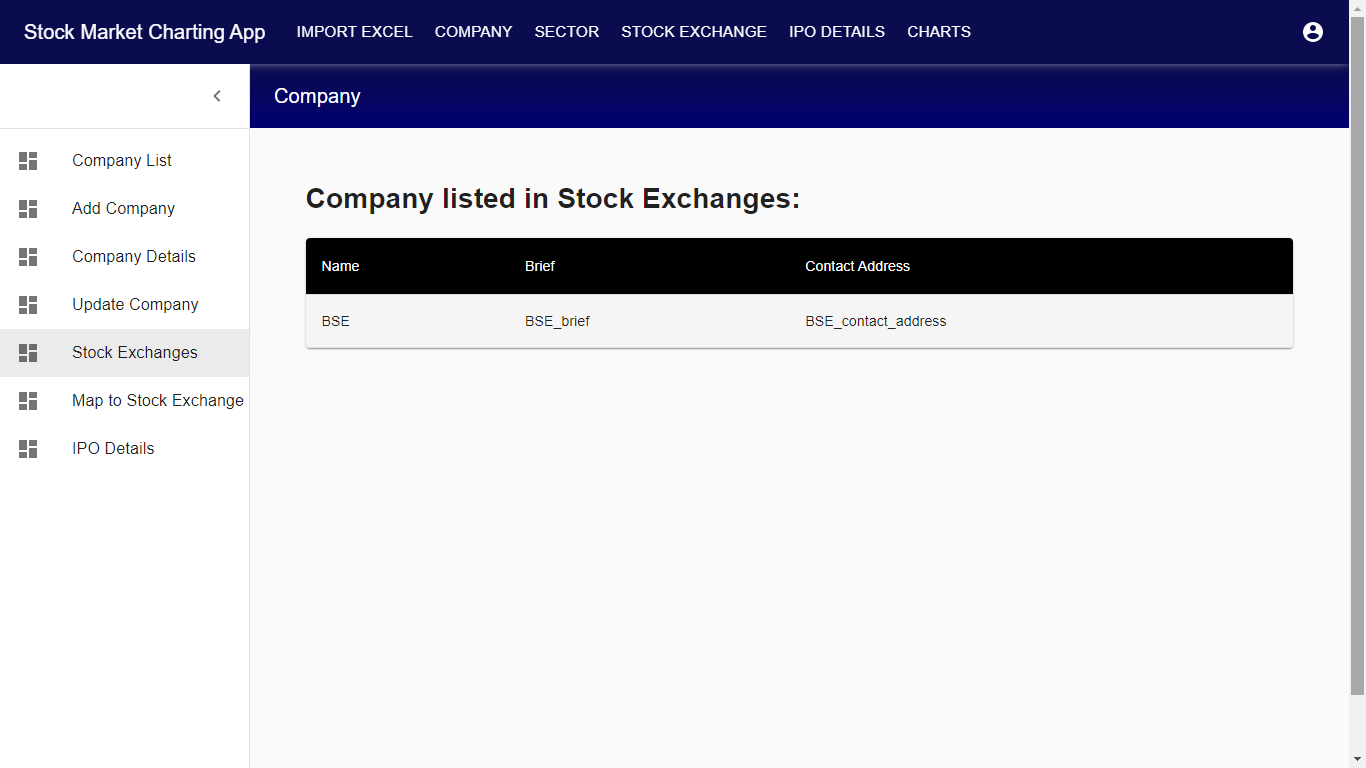 Stock Market Charting App IMPORT EXCEL COMPANY SECTOR STOCK EXCHANGE IPO DETAILS CHARTS
Company
Company List
Add Company
Company Details
Update Company
Stock Exchanges
Map to Stock Exchange
IPO Details
Company listed in Stock Exchanges:
Name Brief Contact Address
BSE BSE_brief BSE_contact_address